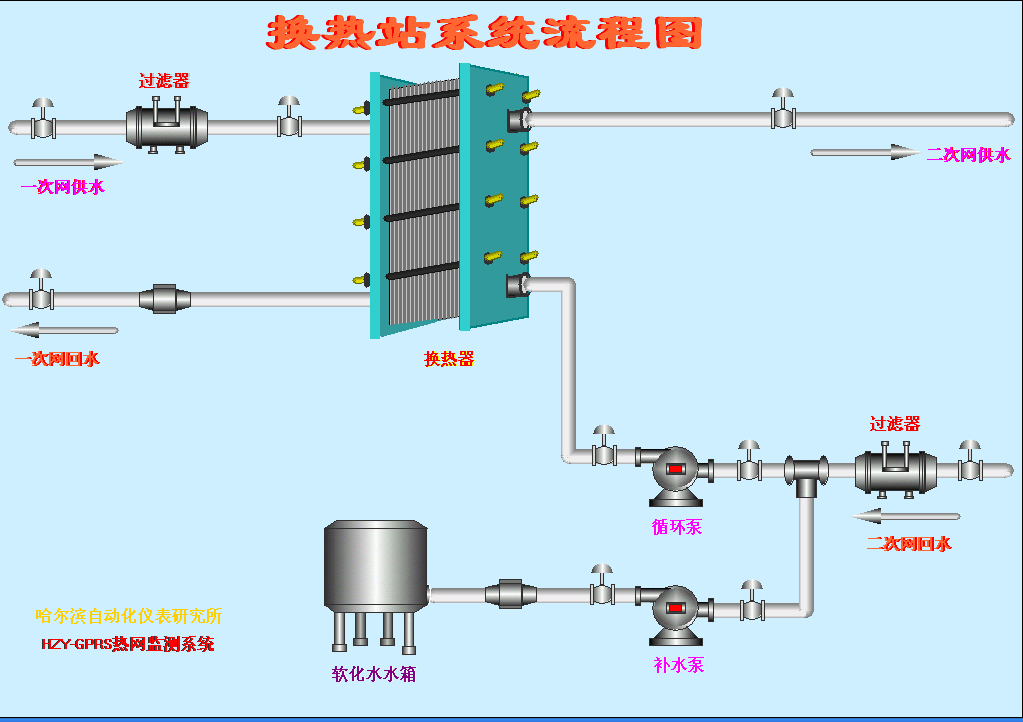 换热站系统流程图
过滤器
二次网供水
一次网供水
一次网回水
换热器
过滤器
循环泵
二次网回水
哈尔滨自动化仪表研究所
HZY-GPRS热网监测系统
补水泵
软化水水箱